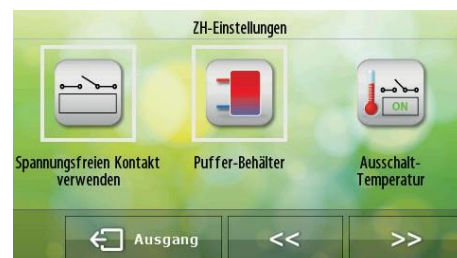 ZH-Einstellungen
ON
Spannungsfreien Kontakt
verwenden
Puffer-Behälter
Ausschalt-
Temperatur
Ausgang
<<
>>